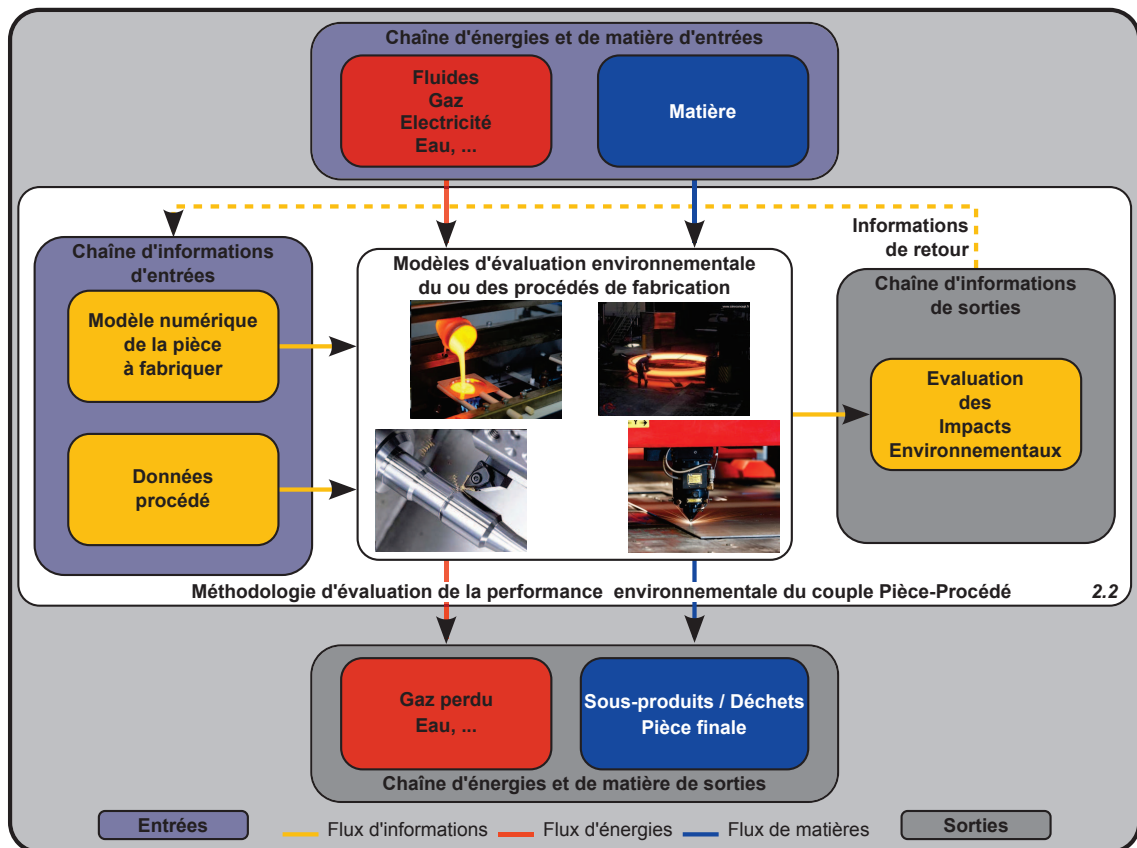 Chaîne d'énergies et de matière d'entrées
Fluides
Gaz
Electricité
Eau, ...
Matière
Informations
de retour
Chaîne d'informations
d'entrées
Modèle numérique
de la pièce
à fabriquer
Données
procédé
Modèles d'évaluation environnementale
du ou des procédés de fabrication
Chaîne d'informations
de sorties
Evaluation
des
Impacts
Environnementaux
Méthodologie d'évaluation de la performance environnementale du couple Pièce-Procédé 2.2
Gaz perdu
Eau, ...
Sous-produits / Déchets
Pièce finale
Chaîne d'énergies et de matière de sorties
Entrées
Flux d'informations
Flux d'énergies
Flux de matières
Sorties